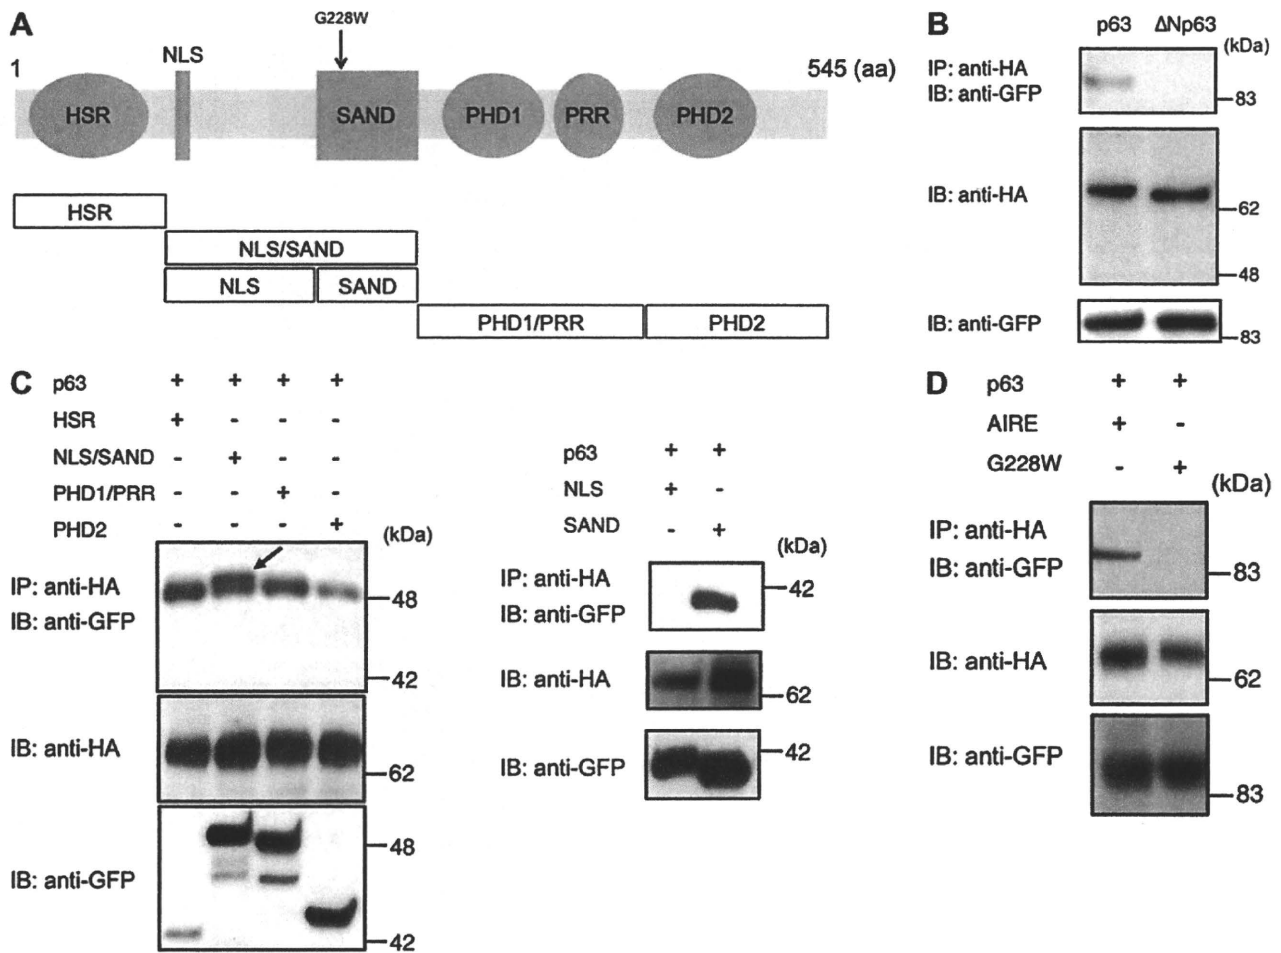 A
G228W
NLS
1
545 (aa)
HSR
SAND
PHD1
PRR
PHD2
HSR
NLS/SAND
NLS
SAND
PHD1/PRR
PHD2
B
p63 ΔNp63
(kDa)
IP: anti-HA
IB: anti-GFP
83
IB: anti-HA
62
48
IB: anti-GFP
83
C
p63 + + + +
HSR + - - -
NLS/SAND - + - -
PHD1/PRR - - + -
PHD2 - - - +
(kDa)
IP: anti-HA
IB: anti-GFP
48
42
IB: anti-HA
62
IB: anti-GFP
48
42
p63 + +
NLS + -
SAND - +
(kDa)
IP: anti-HA
IB: anti-GFP
42
IB: anti-HA
62
IB: anti-GFP
42
D
p63 + +
AIRE + -
G228W - +
(kDa)
IP: anti-HA
IB: anti-GFP
83
IB: anti-HA
62
IB: anti-GFP
83